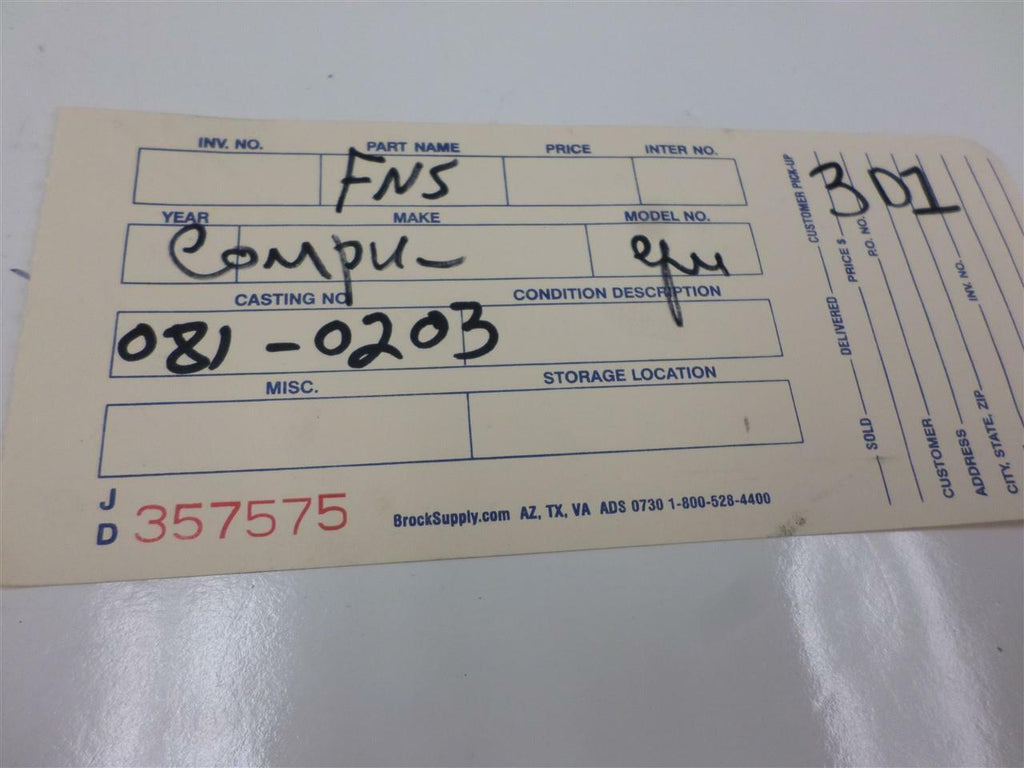 INV. NO. PART NAME PRICE INTER NO.
FNS
YEAR MAKE MODEL NO.
Compu-
CASTING NO. CONDITION DESCRIPTION
081-0203
MISC. STORAGE LOCATION
J D 357575
BrockSupply.com AZ, TX, VA ADS 0730 1-800-528-4400
3D1
SOLD DELIVERED CUSTOMER PICK-UP
PRICE $
P.O. NO.
CUSTOMER
ADDRESS INV. NO.
CITY, STATE, ZIP